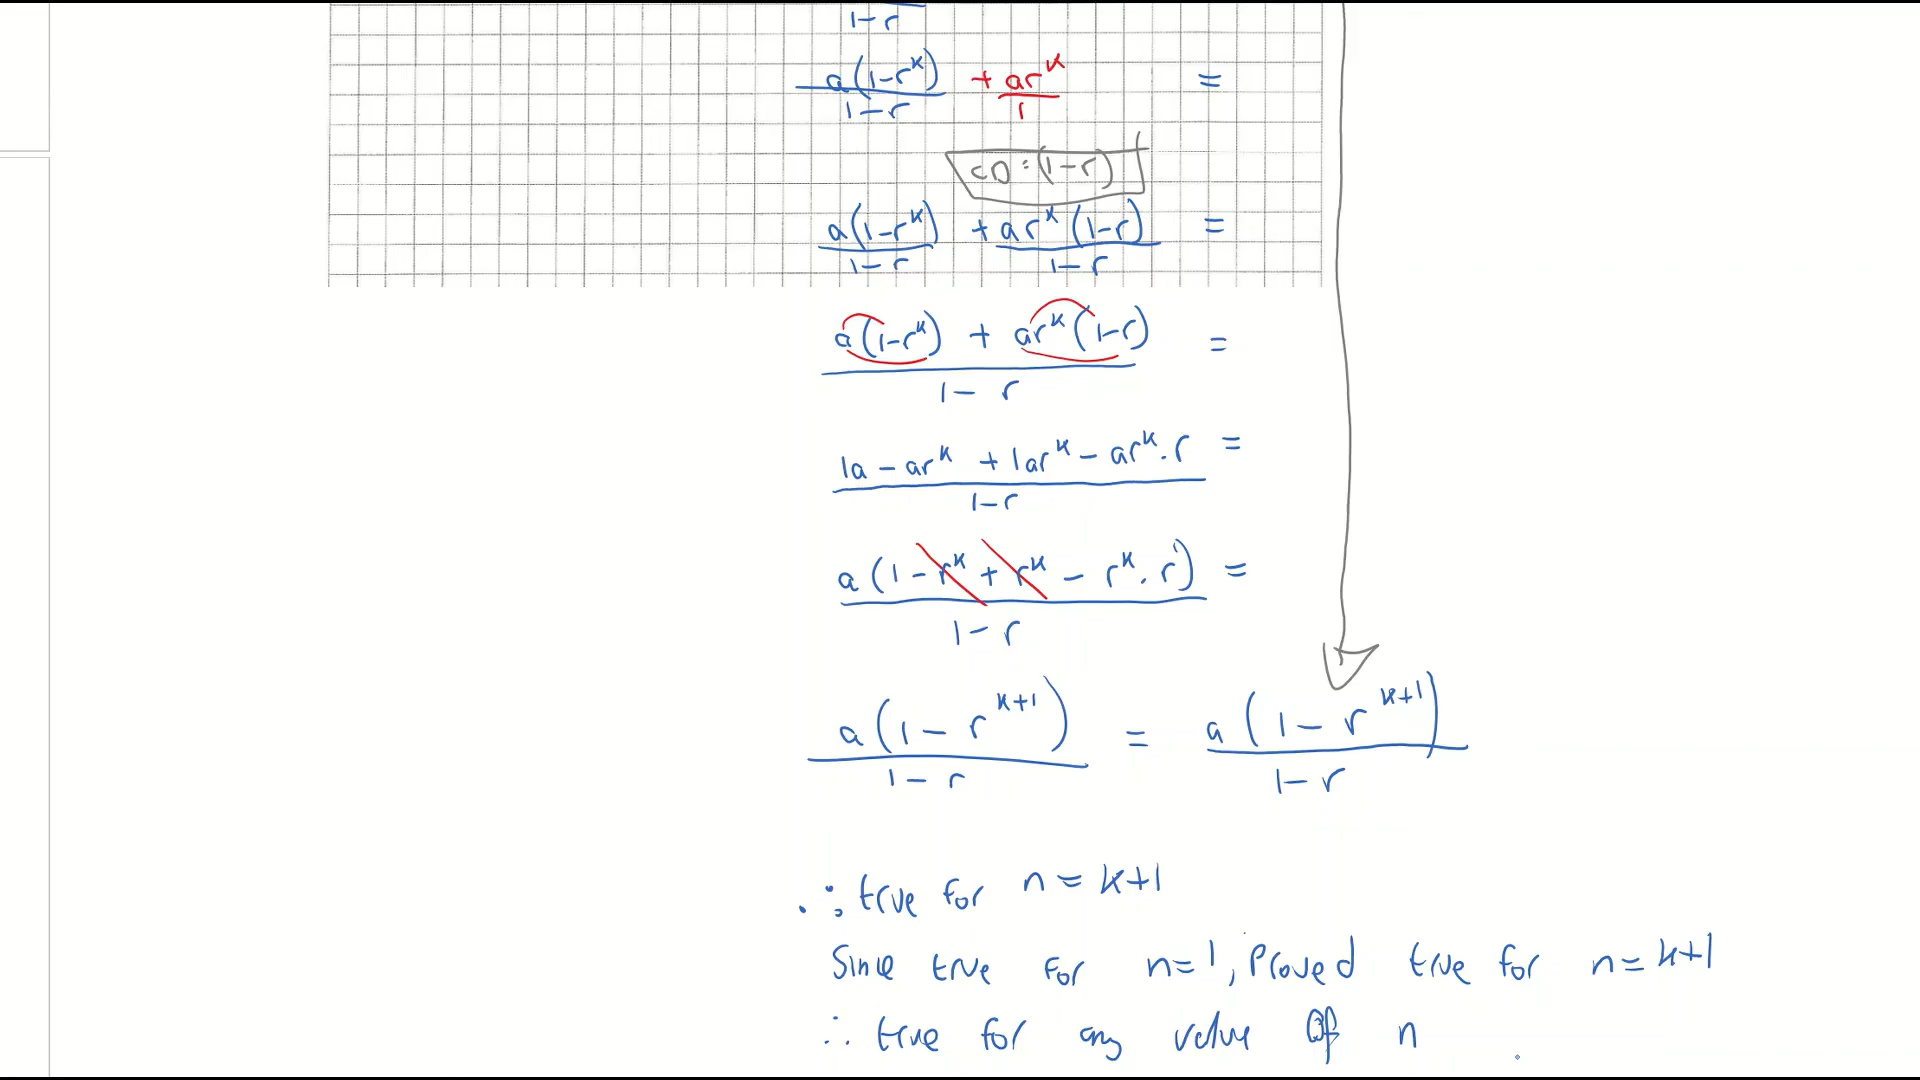 1-r
a(1-r^k)/1-r + ar^k/1 =
CD:(1-r)
a(1-r^k)/1-r + ar^k(1-r)/1-r =
a(1-r^k) + ar^k(1-r)/1-r =
1a - ar^k + 1ar^k - ar^k.r/1-r =
a(1 - r^k + r^k - r^k.r^1)/1-r =
a(1 - r^k+1)/1-r = a(1 - r^k+1)/1-r
∴ true for n = k+1
Since true for n=1, Proved true for n=k+1
∴ true for any value of n